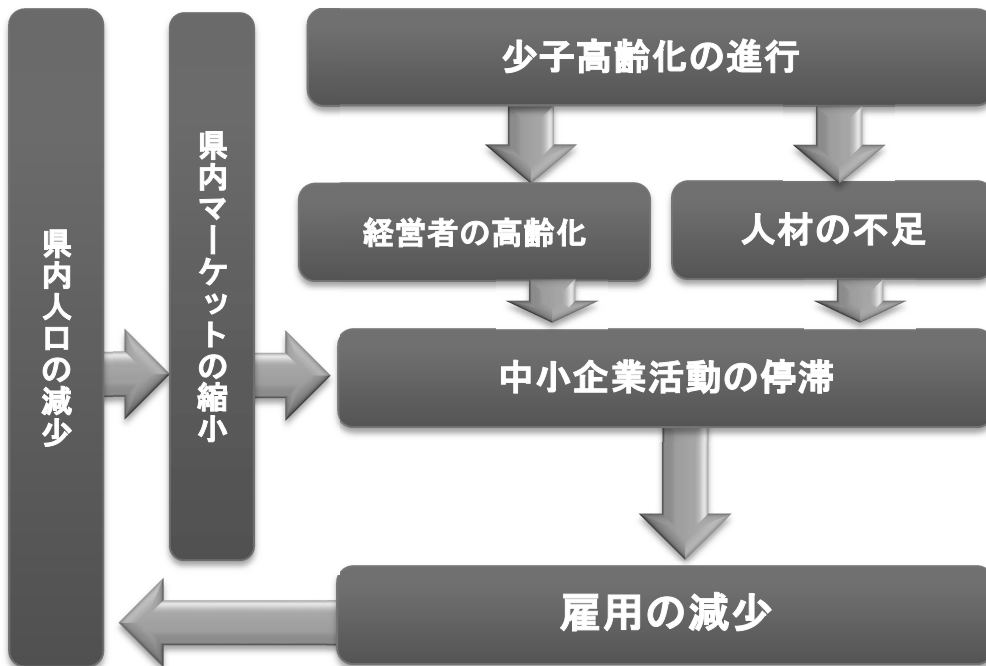 少子高齢化の進行
経営者の高齢化
人材の不足
県内人口の減少
県内マーケットの縮小
中小企業活動の停滞
雇用の減少